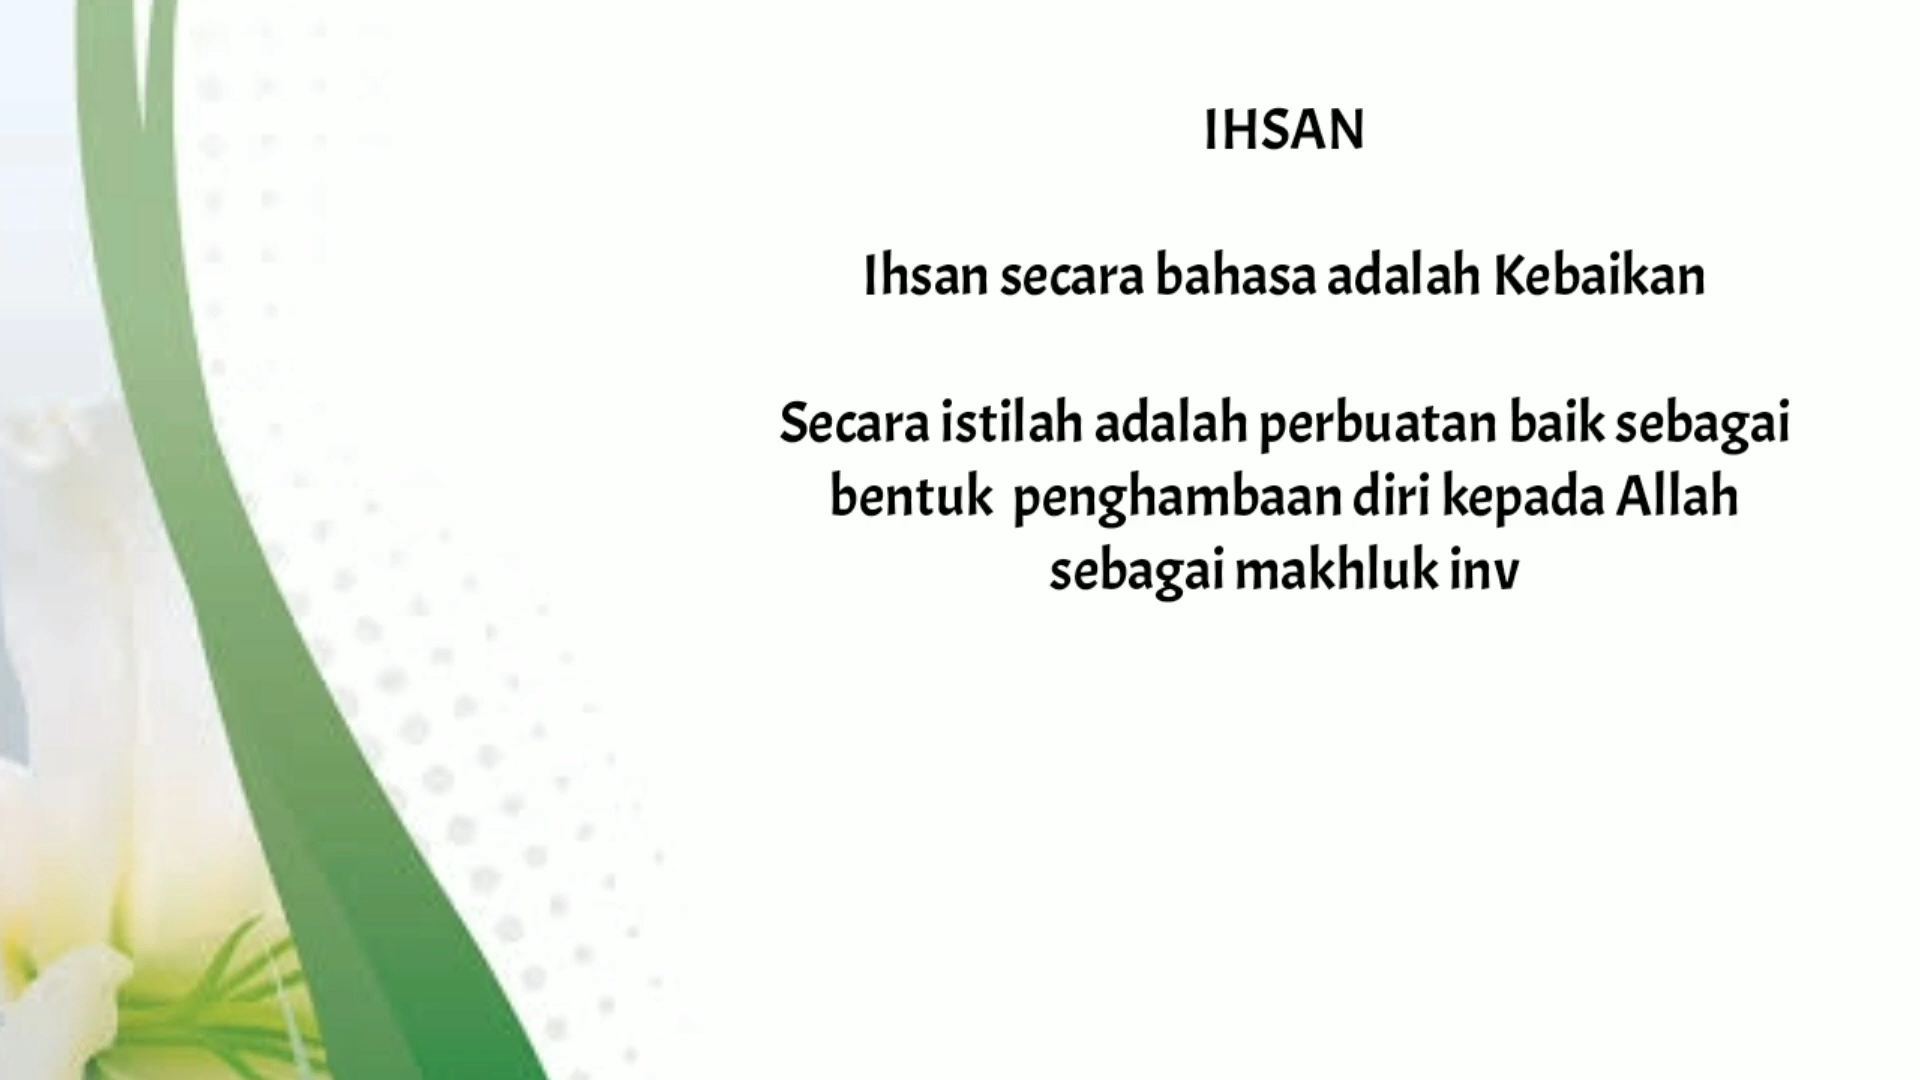 IHSAN
Ihsan secara bahasa adalah Kebaikan
Secara istilah adalah perbuatan baik sebagai
bentuk penghambaan diri kepada Allah
sebagai makhluk inv